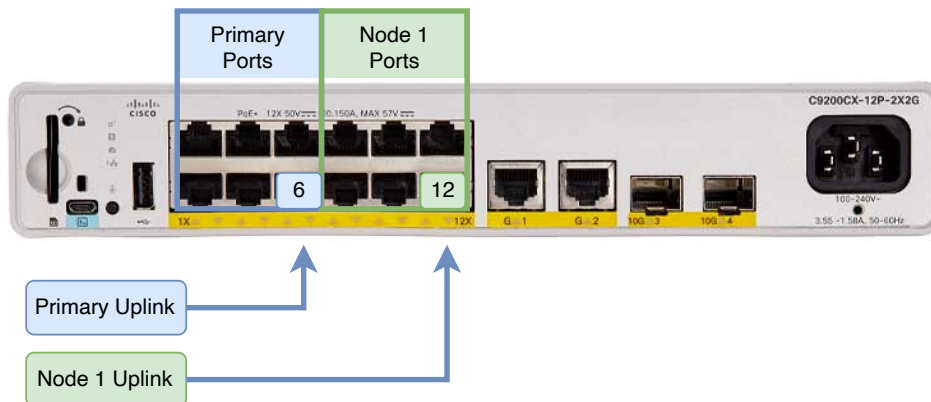 Primary
Ports
Node 1
Ports
C9200CX-12P-2X2G
CISCO
PoE+ 12X 50V 0.150A, MAX 57V
6
12
1X
12X
G 1
G 2
10G 3
10G 4
100-240V~
3.55 -1.58A, 50-60Hz
Primary Uplink
Node 1 Uplink